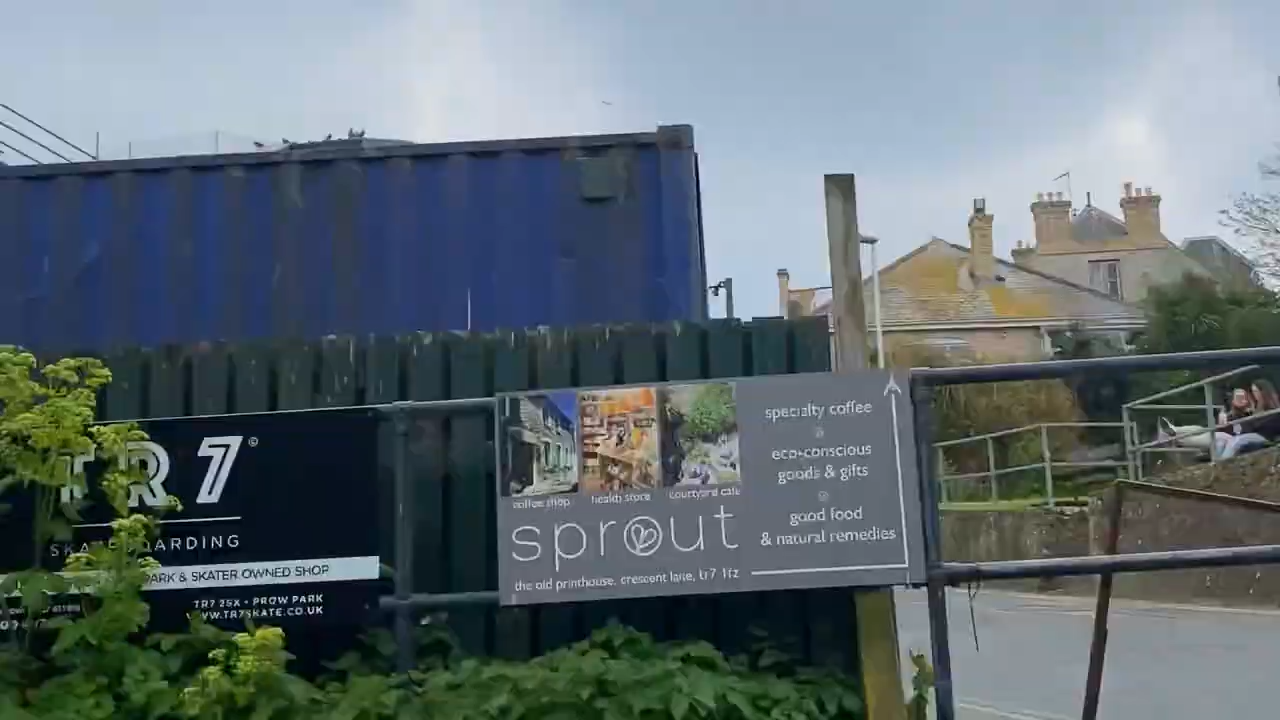 TR7©
SKATEBOARDING
PARK & SKATER OWNED SHOP
TR7 2SX • PROW PARK
WWW.TR7SKATE.CO.UK
coffee shop
health store
courtyard cafe
sprout
the old printhouse, crescent lane, tr7 1fz
specialty coffee
eco-conscious
goods & gifts
good food
& natural remedies